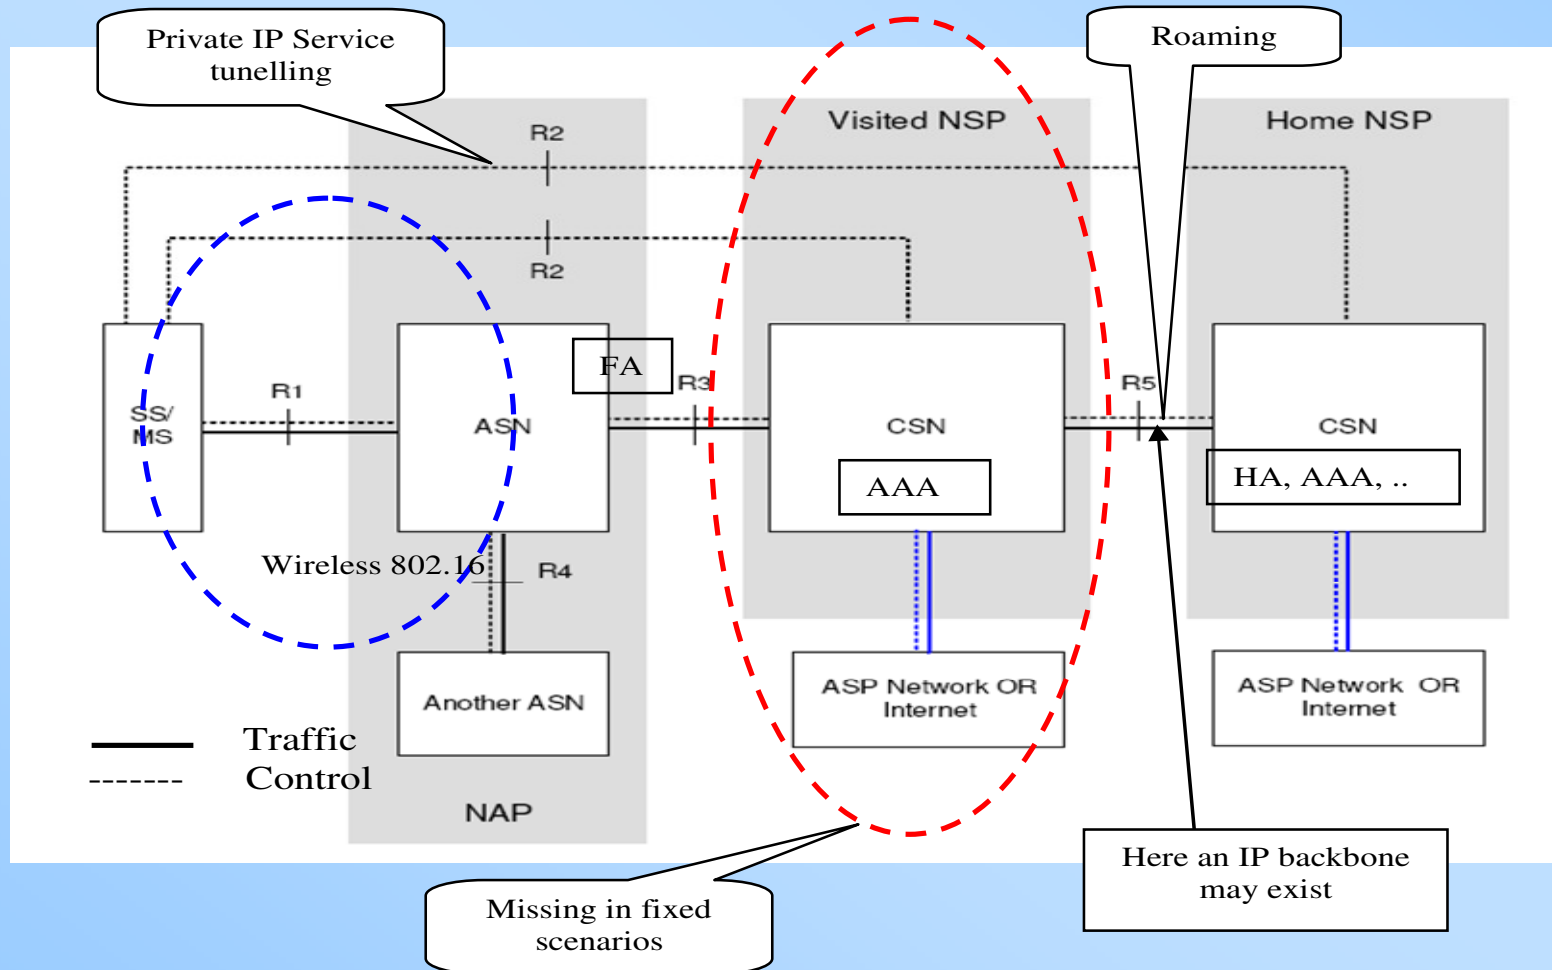 Private IP Service
tunelling
Roaming
Visited NSP
Home NSP
R2
R2
FA
R1
R3
R5
SS/
MS
ASN
CSN
CSN
AAA
HA, AAA, ..
Wireless 802.16
R4
Another ASN
ASP Network OR
Internet
ASP Network OR
Internet
Traffic
Control
NAP
Here an IP backbone
may exist
Missing in fixed
scenarios